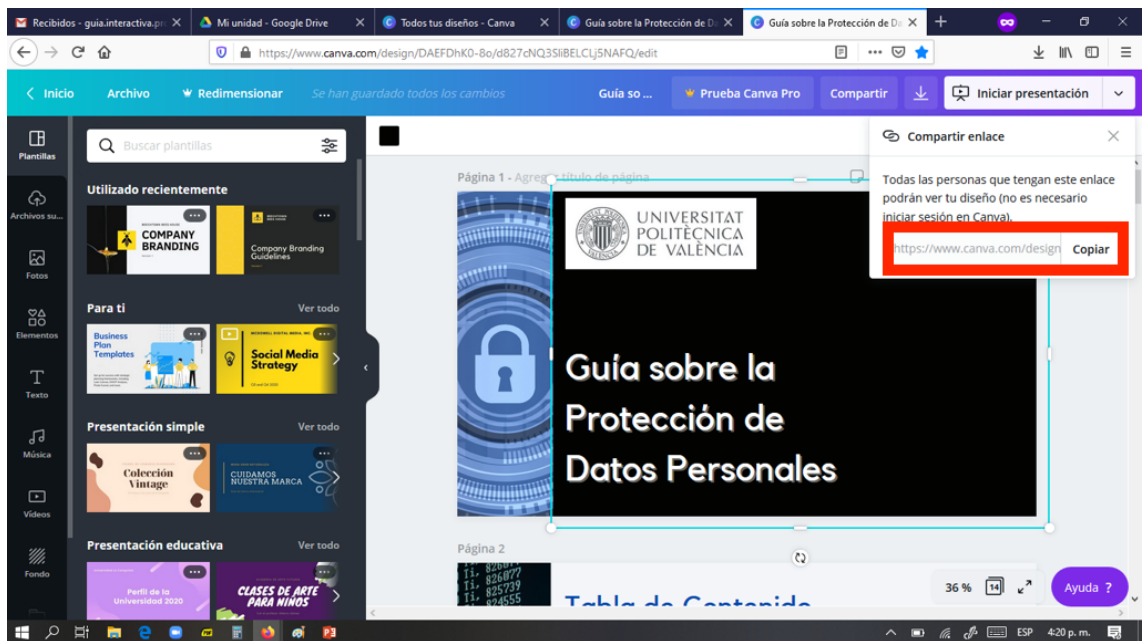 Recibidos - guia.interactiva.pr
Mi unidad - Google Drive
Todos tus diseños - Canva
Guía sobre la Protección de D
Guía sobre la Protección de D
https://www.canva.com/design/DAEFDhK0-8o/d827cNQ3SliBELCLj5NAFQ/edit
Inicio
Archivo
Redimensionar
Se han guardado todos los cambios
Guía so ...
Prueba Canva Pro
Compartir
Iniciar presentación
Plantillas
Archivos su...
Fotos
Elementos
Texto
Música
Videos
Fondo
Buscar plantillas
Utilizado recientemente
COMPANY
BRANDING
Company Branding
Guidelines
Para ti
Ver todo
Business
Plan
Templates
Social Media
Strategy
Presentación simple
Ver todo
Colección
Vintage
CUIDAMOS
NUESTRA MARCA
Presentación educativa
Ver todo
Perfil de la
Universidad 2020
CLASES DE ARTE
PARA NIÑOS
Página 1 - Agregar título de página
UNIVERSITAT
POLITÈCNICA
DE VALÈNCIA
Guía sobre la
Protección de
Datos Personales
Página 2
Ti, 826077
Ti, 825739
Tabla de Contenido
Compartir enlace
Todas las personas que tengan este enlace
podrán ver tu diseño (no es necesario
iniciar sesión en Canva).
https://www.canva.com/design
Copiar
36 %
14
Ayuda ?
ESP
4:20 p. m.